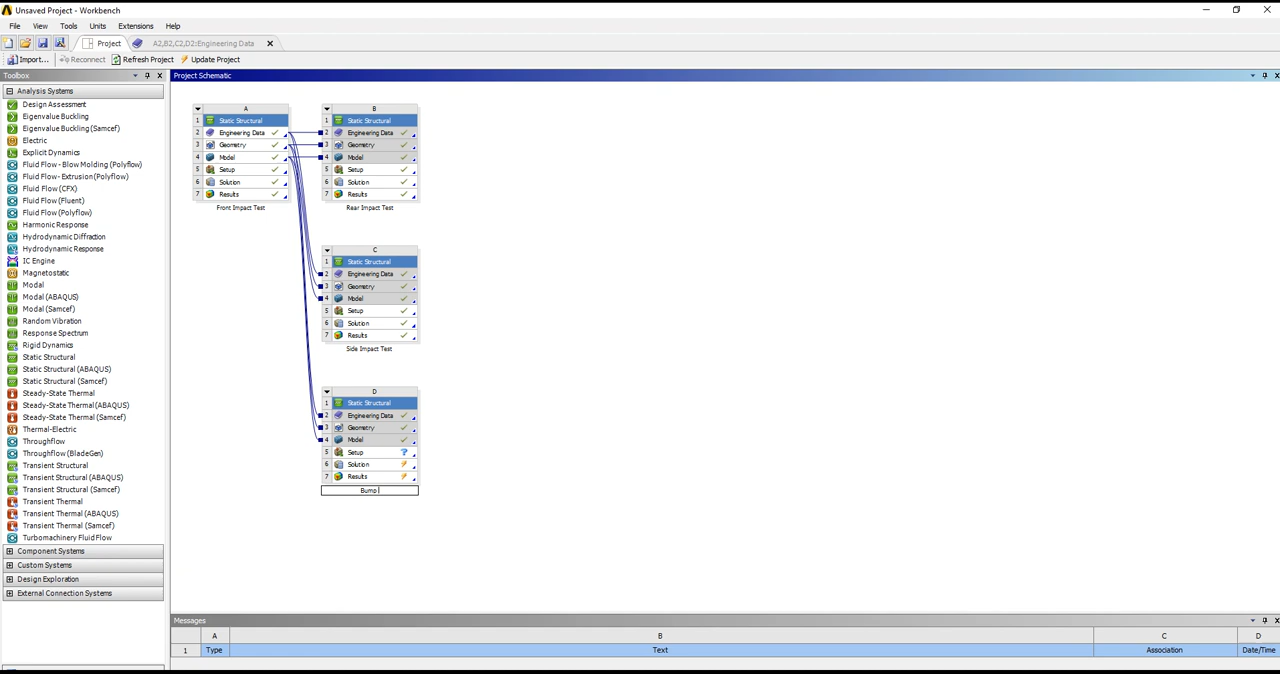 Unsaved Project - Workbench
File View Tools Units Extensions Help
Project A2,B2,C2,D2:Engineering Data
Import... Reconnect Refresh Project Update Project
Toolbox
Analysis Systems
Design Assessment
Eigenvalue Buckling
Eigenvalue Buckling (Samcef)
Electric
Explicit Dynamics
Fluid Flow - Blow Molding (Polyflow)
Fluid Flow - Extrusion (Polyflow)
Fluid Flow (CFX)
Fluid Flow (Fluent)
Fluid Flow (Polyflow)
Harmonic Response
Hydrodynamic Diffraction
Hydrodynamic Response
IC Engine
Magnetostatic
Modal
Modal (ABAQUS)
Modal (Samcef)
Random Vibration
Response Spectrum
Rigid Dynamics
Static Structural
Static Structural (ABAQUS)
Static Structural (Samcef)
Steady-State Thermal
Steady-State Thermal (ABAQUS)
Steady-State Thermal (Samcef)
Thermal-Electric
Throughflow
Throughflow (BladeGen)
Transient Structural
Transient Structural (ABAQUS)
Transient Structural (Samcef)
Transient Thermal
Transient Thermal (ABAQUS)
Transient Thermal (Samcef)
Turbomachinery Fluid Flow
Component Systems
Custom Systems
Design Exploration
External Connection Systems
Project Schematic
A
1 Static Structural
2 Engineering Data
3 Geometry
4 Model
5 Setup
6 Solution
7 Results
Front Impact Test
B
1 Static Structural
2 Engineering Data
3 Geometry
4 Model
5 Setup
6 Solution
7 Results
Rear Impact Test
C
1 Static Structural
2 Engineering Data
3 Geometry
4 Model
5 Setup
6 Solution
7 Results
Side Impact Test
D
1 Static Structural
2 Engineering Data
3 Geometry
4 Model
5 Setup
6 Solution
7 Results
Bump
Messages
A B C D
1 Type Text Association Date/Time